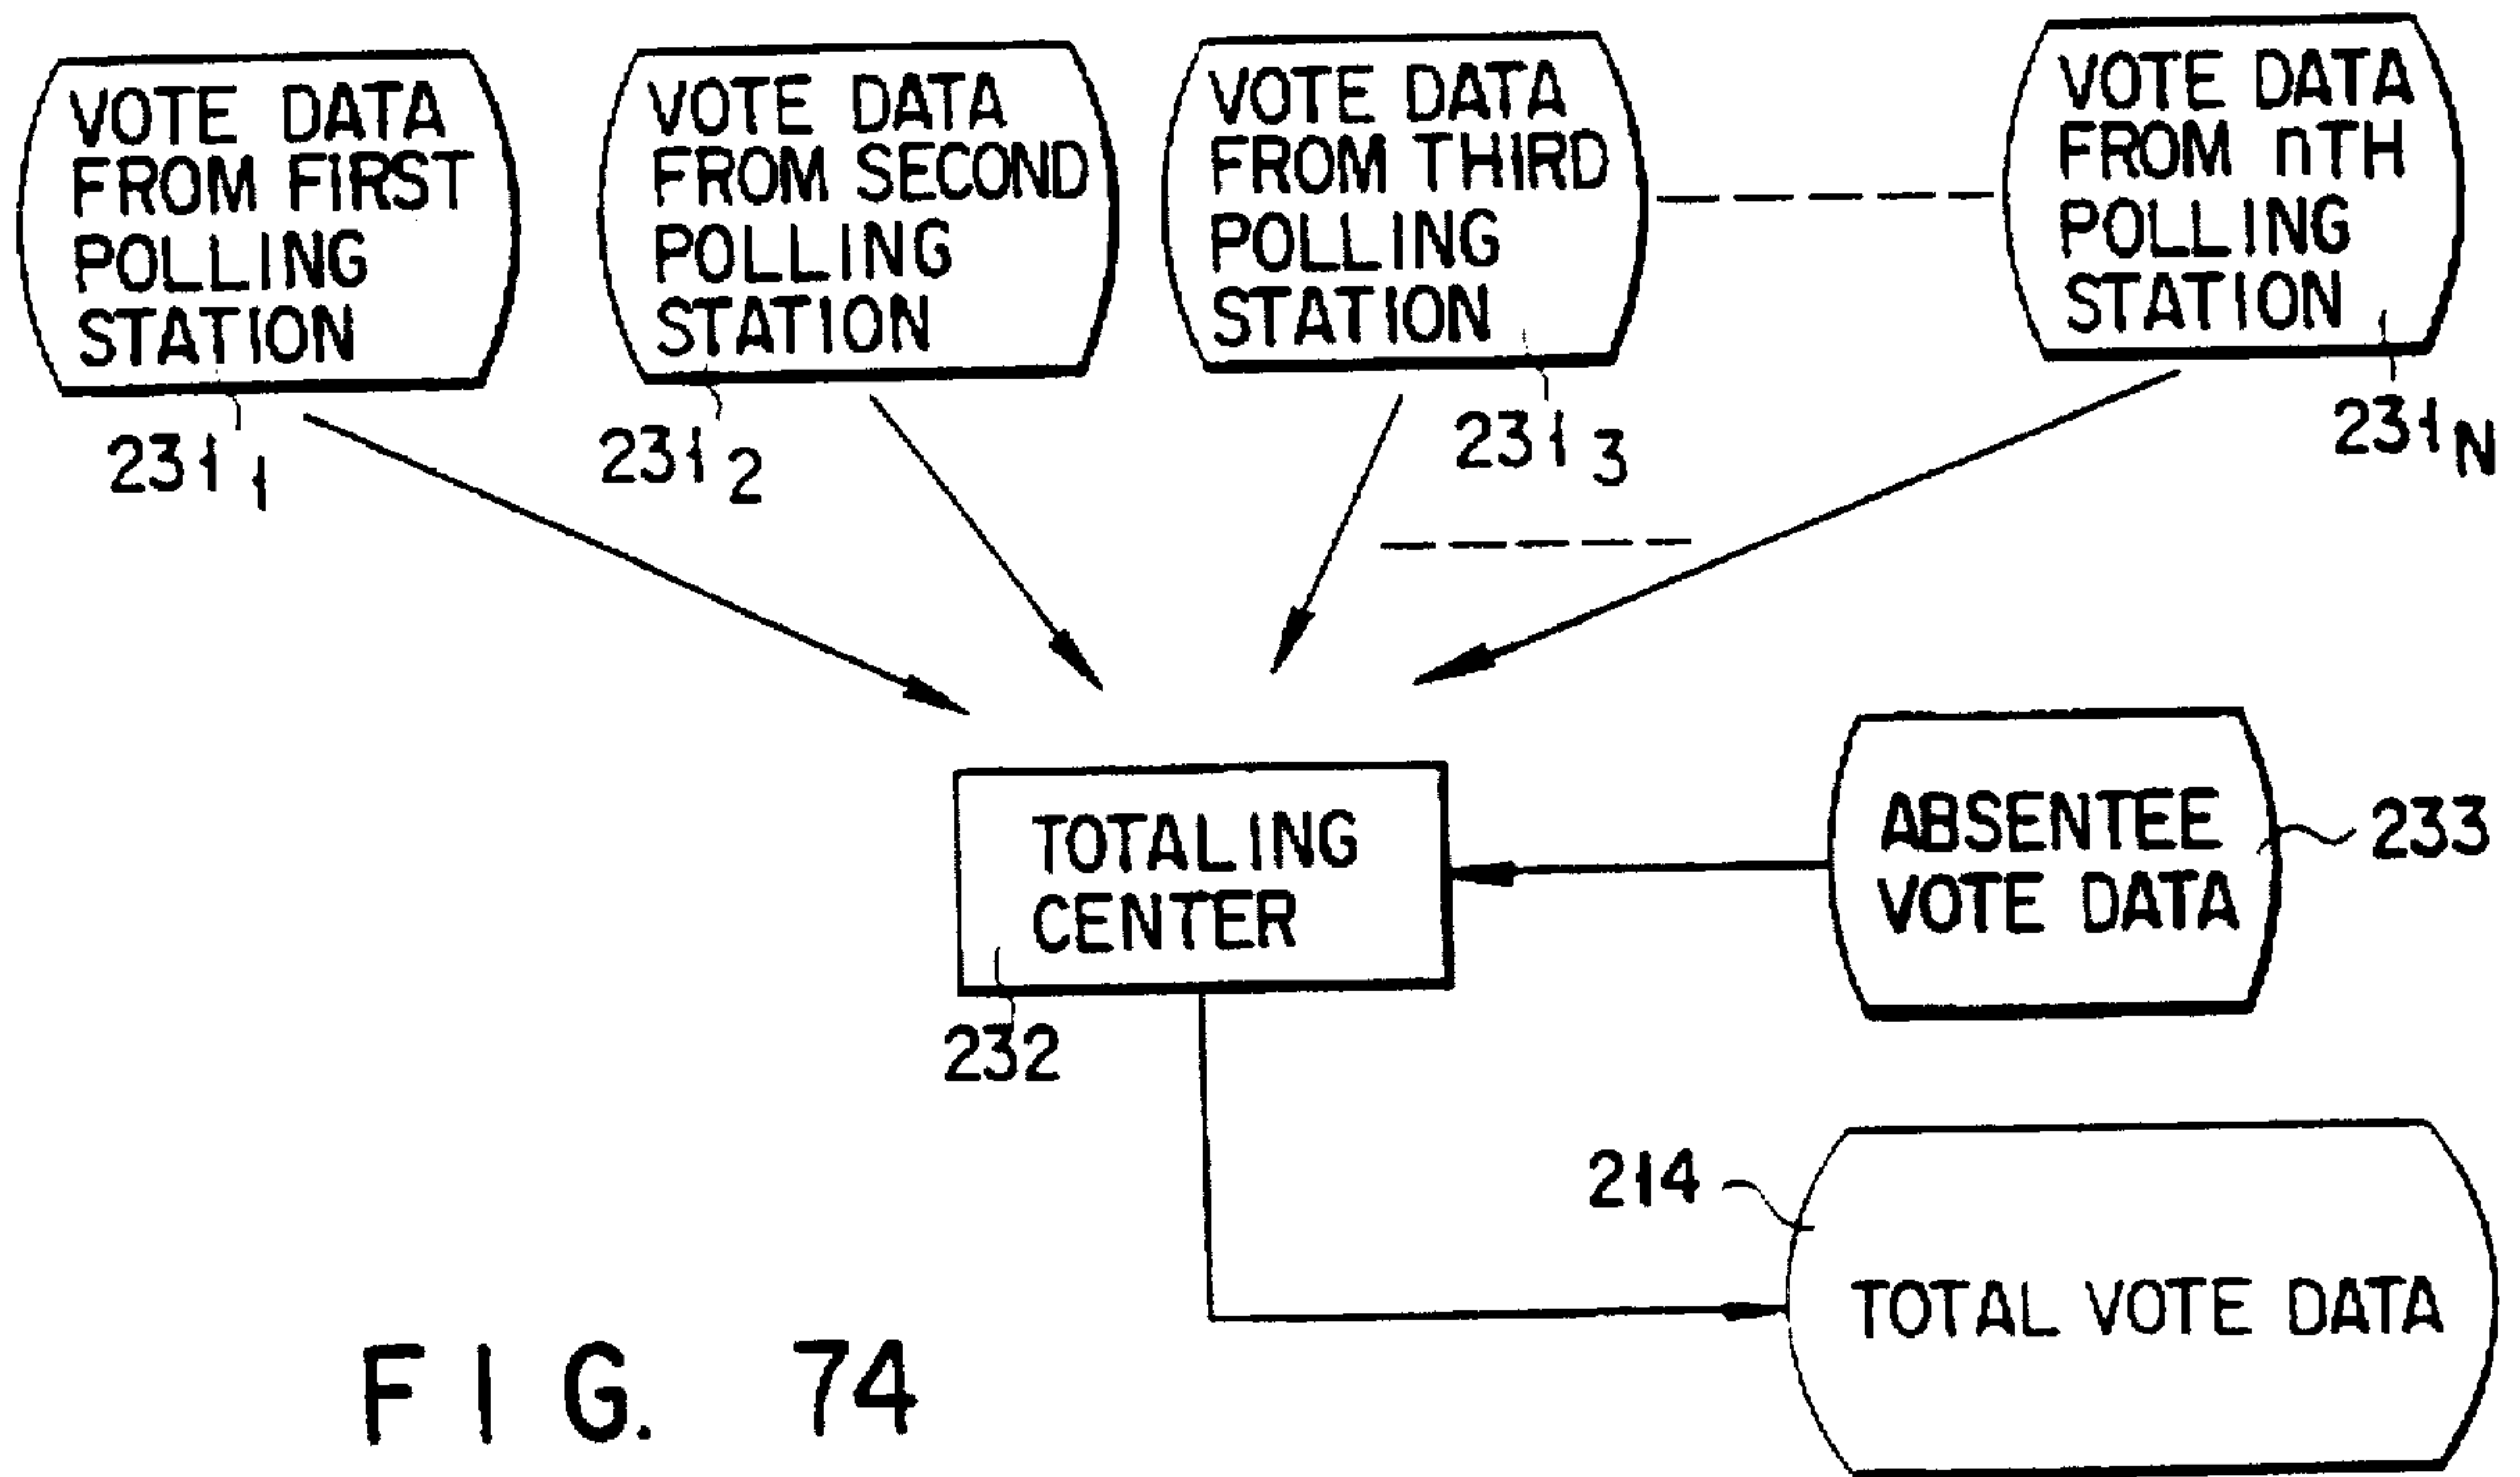 VOTE DATA
FROM FIRST
POLLING
STATION
VOTE DATA
FROM SECOND
POLLING
STATION
VOTE DATA
FROM THIRD
POLLING
STATION
VOTE DATA
FROM nTH
POLLING
STATION
231 1
231 2
231 3
231 N
TOTALING
CENTER
232
ABSENTEE
VOTE DATA
233
214
TOTAL VOTE DATA
FIG. 74